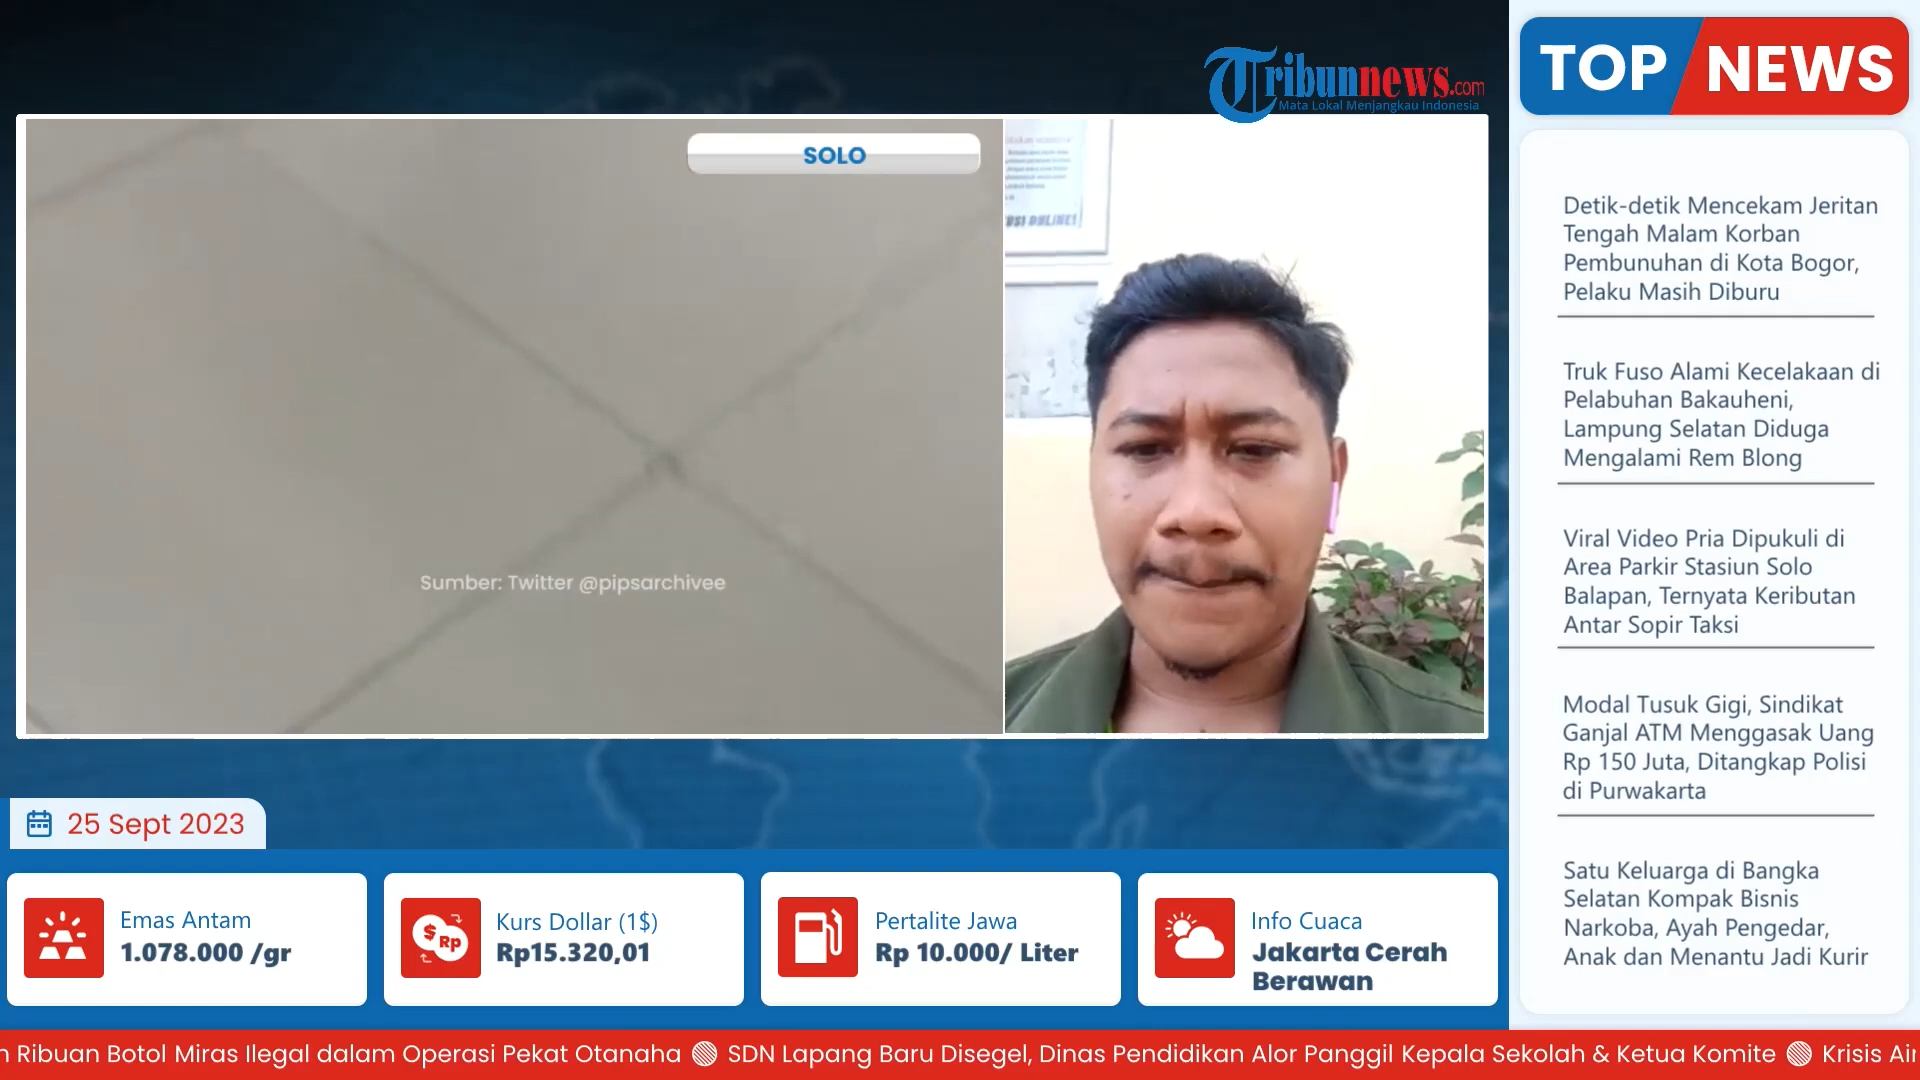 Tribunnews.com
Mata Lokal Menjangkau Indonesia
SOLO
Sumber: Twitter @pipsarchivee
TOP NEWS
Detik-detik Mencekam Jeritan
Tengah Malam Korban
Pembunuhan di Kota Bogor,
Pelaku Masih Diburu
Truk Fuso Alami Kecelakaan di
Pelabuhan Bakauheni,
Lampung Selatan Diduga
Mengalami Rem Blong
Viral Video Pria Dipukuli di
Area Parkir Stasiun Solo
Balapan, Ternyata Keributan
Antar Sopir Taksi
Modal Tusuk Gigi, Sindikat
Ganjal ATM Menggasak Uang
Rp 150 Juta, Ditangkap Polisi
di Purwakarta
Satu Keluarga di Bangka
Selatan Kompak Bisnis
Narkoba, Ayah Pengedar,
Anak dan Menantu Jadi Kurir
25 Sept 2023
Emas Antam
1.078.000 /gr
$ Rp
Kurs Dollar (1$)
Rp15.320,01
Pertalite Jawa
Rp 10.000/ Liter
Info Cuaca
Jakarta Cerah
Berawan
n Ribuan Botol Miras Ilegal dalam Operasi Pekat Otanaha SDN Lapang Baru Disegel, Dinas Pendidikan Alor Panggil Kepala Sekolah & Ketua Komite Krisis Air